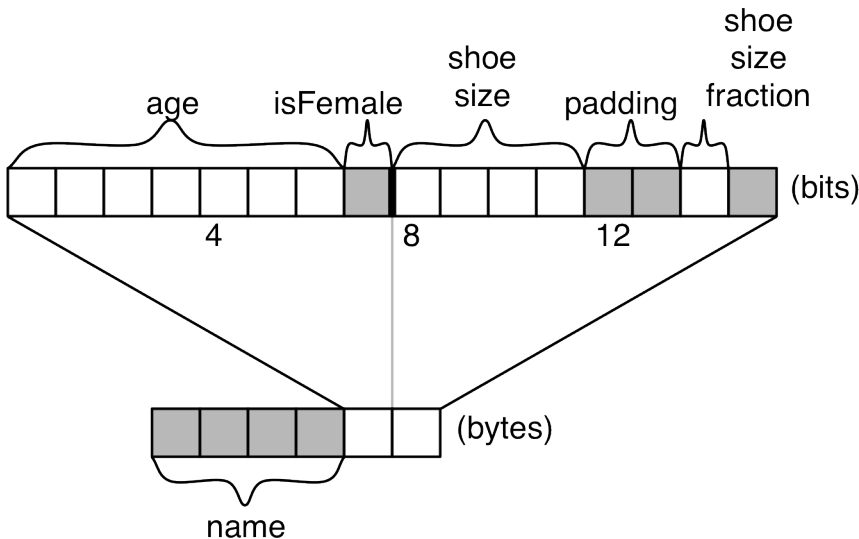 shoe
size
fraction
shoe
size
age
isFemale
padding
(bits)
4
8
12
(bytes)
name